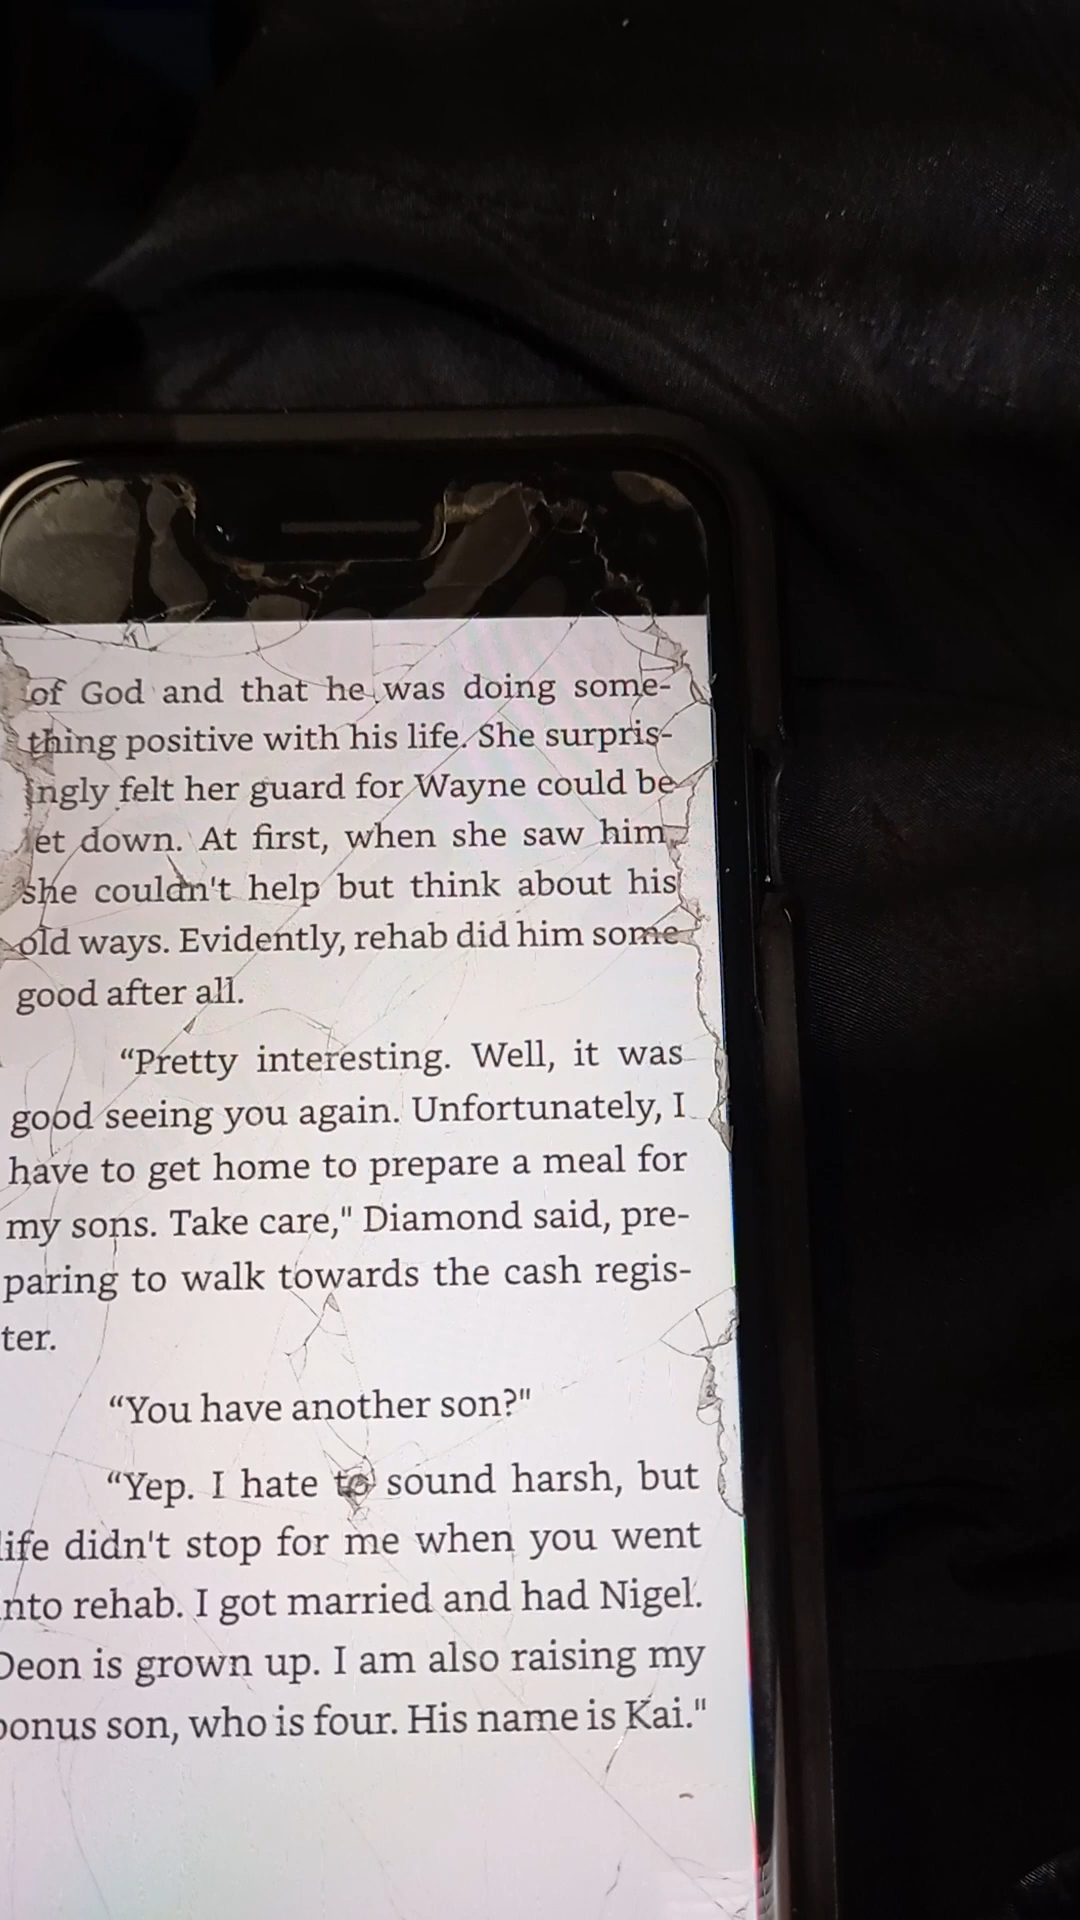 of God and that he was doing some-
thing positive with his life. She surpris-
ingly felt her guard for Wayne could be
let down. At first, when she saw him,
she couldn't help but think about his
old ways. Evidently, rehab did him some
good after all.
“Pretty interesting. Well, it was
good seeing you again. Unfortunately, I
have to get home to prepare a meal for
my sons. Take care," Diamond said, pre-
paring to walk towards the cash regis-
ter.
“You have another son?"
“Yep. I hate to sound harsh, but
life didn't stop for me when you went
into rehab. I got married and had Nigel.
Deon is grown up. I am also raising my
bonus son, who is four. His name is Kai."